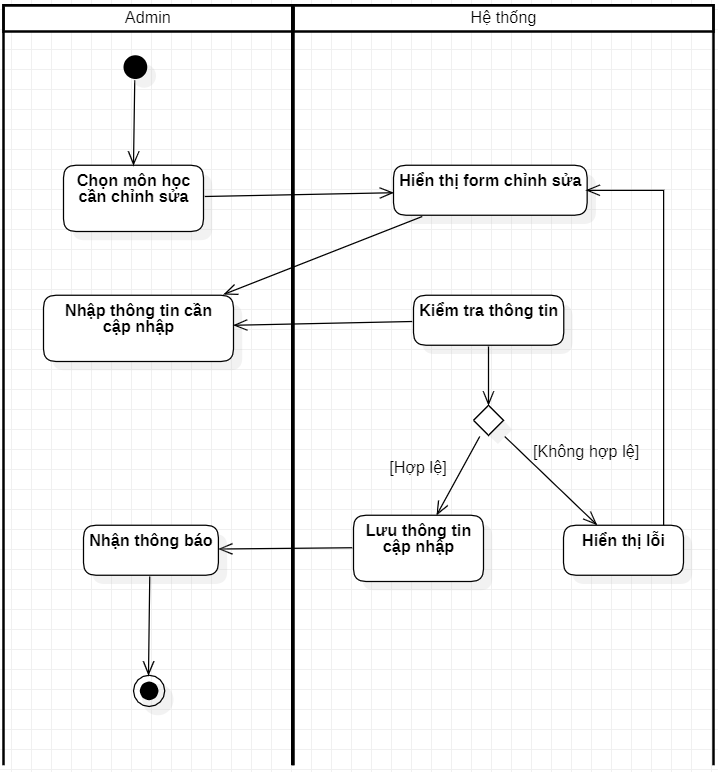 Admin
Hệ thống
Chọn môn học
cần chỉnh sửa
Hiển thị form chỉnh sửa
Nhập thông tin cần
cập nhập
Kiểm tra thông tin
[Hợp lệ]
[Không hợp lệ]
Nhận thông báo
Lưu thông tin
cập nhập
Hiển thị lỗi